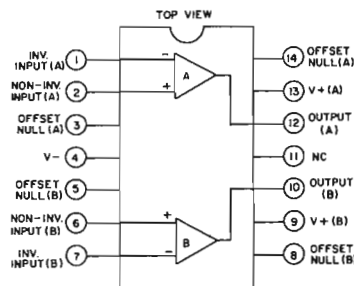 TOP VIEW
INV.
INPUT(A) 1
NON-INV.
INPUT(A) 2
OFFSET
NULL(A) 3
V- 4
OFFSET
NULL(B) 5
NON-INV.
INPUT(B) 6
INV.
INPUT(B) 7
- 
+ A
+ 
- B
14 OFFSET
NULL(A)
13 V+(A)
12 OUTPUT
(A)
11 NC
10 OUTPUT
(B)
9 V+(B)
8 OFFSET
NULL(B)